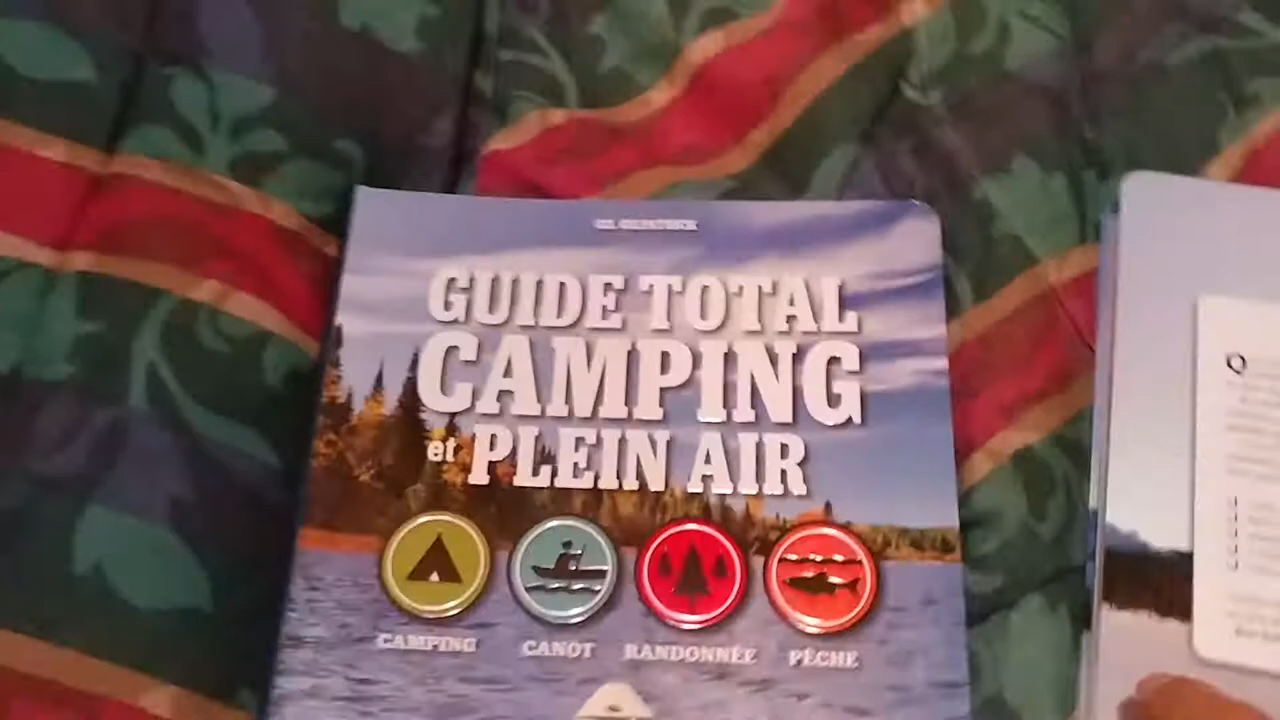 GUIDE TOTAL
CAMPING
et PLEIN AIR
CAMPING CANOT RANDONNÉE PÊCHE